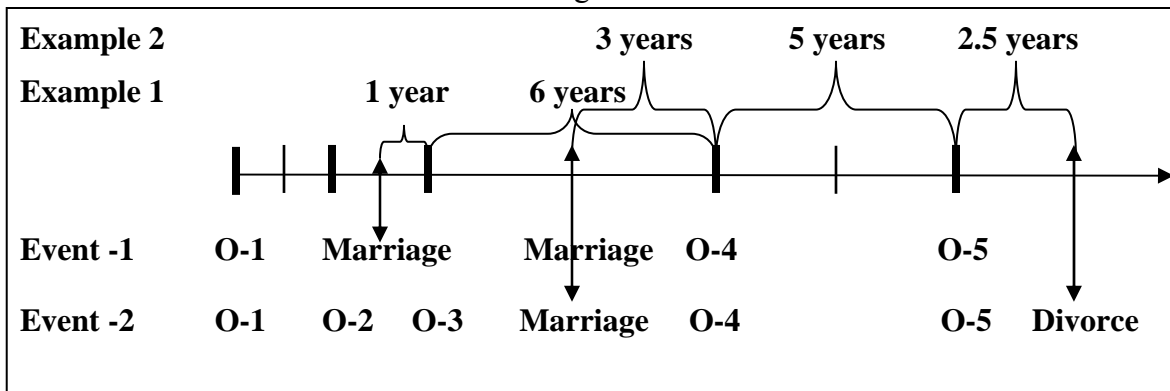 Example 2 3 years 5 years 2.5 years
Example 1 1 year 6 years
Event -1 O-1 Marriage Marriage O-4 O-5
Event -2 O-1 O-2 O-3 Marriage O-4 O-5 Divorce